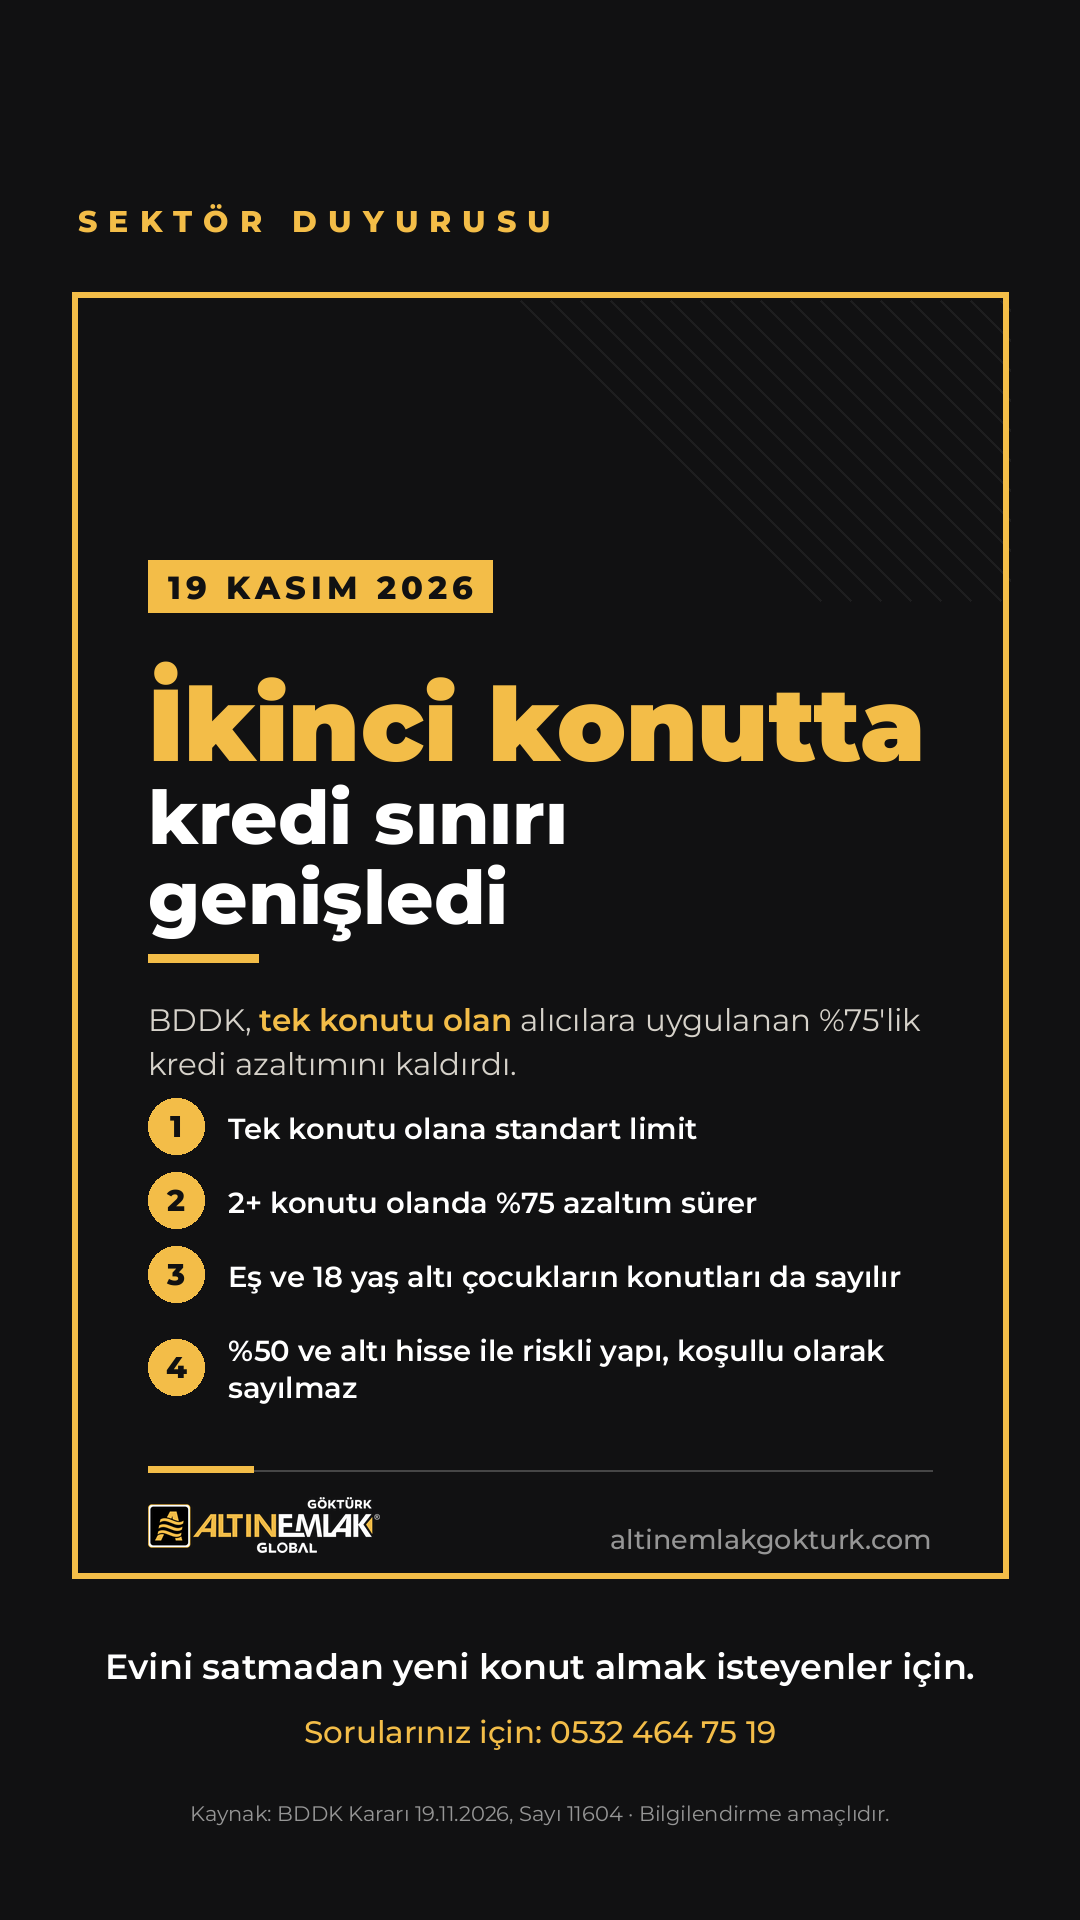 SEKTÖR DUYURUSU
19 KASIM 2026
İkinci konutta
kredi sınırı
genişledi
BDDK, tek konutu olan alıcılara uygulanan %75'lik
kredi azaltımını kaldırdı.
1 Tek konutu olana standart limit
2 2+ konutu olanda %75 azaltım sürer
3 Eş ve 18 yaş altı çocukların konutları da sayılır
4 %50 ve altı hisse ile riskli yapı, koşullu olarak
sayılmaz
GÖKTÜRK
ALTINEMLAK®
GLOBAL
altinemlakgokturk.com
Evini satmadan yeni konut almak isteyenler için.
Sorularınız için: 0532 464 75 19
Kaynak: BDDK Kararı 19.11.2026, Sayı 11604 · Bilgilendirme amaçlıdır.